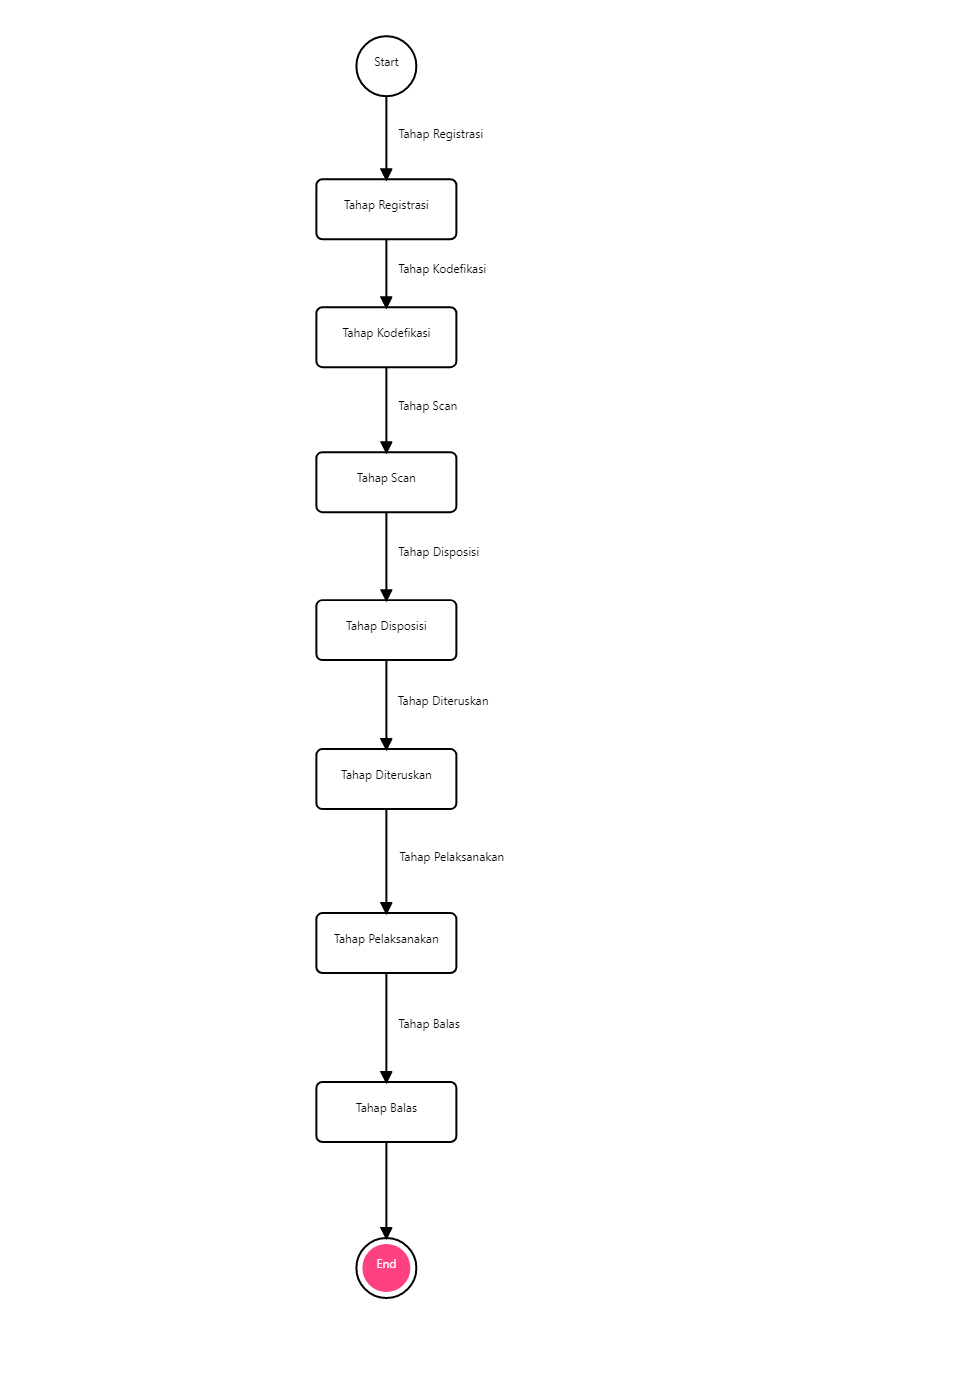 Start
Tahap Registrasi
Tahap Registrasi
Tahap Kodefikasi
Tahap Kodefikasi
Tahap Scan
Tahap Scan
Tahap Disposisi
Tahap Disposisi
Tahap Diteruskan
Tahap Diteruskan
Tahap Pelaksanakan
Tahap Pelaksanakan
Tahap Balas
Tahap Balas
End